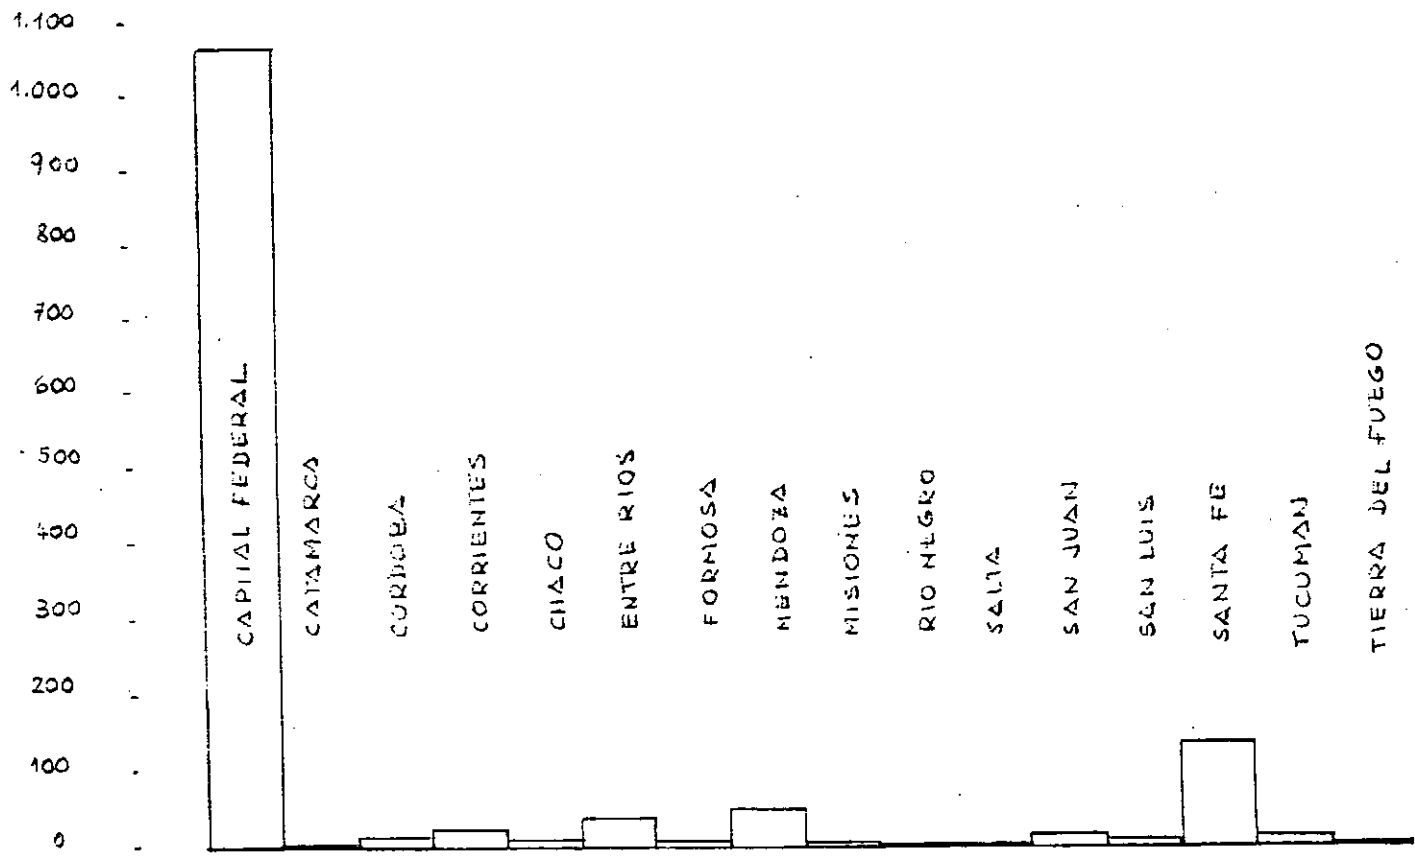 1.100
1.000
900
800
700
600
500
400
300
200
100
0
CAPITAL FEDERAL
CATAMARCA
CORDOBA
CORRIENTES
CHACO
ENTRE RIOS
FORMOSA
MENDOZA
MISIONES
RIO NEGRO
SALTA
SAN JUAN
SAN LUIS
SANTA FE
TUCUMAN
TIERRA DEL FUEGO